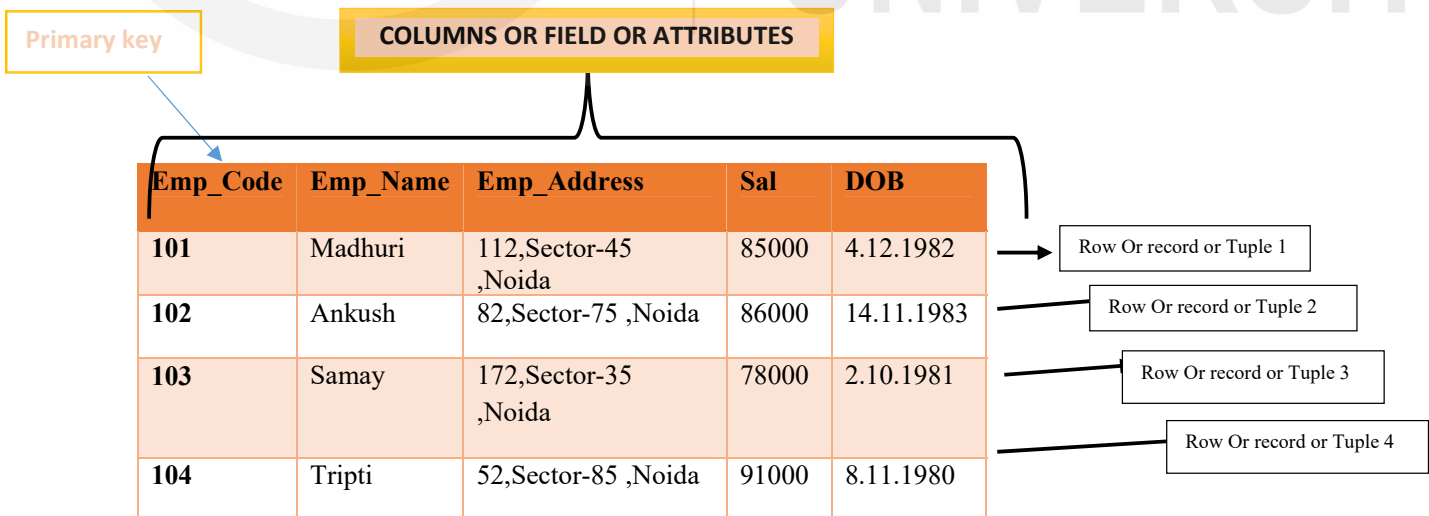 UNIVERSIT
Primary key
COLUMNS OR FIELD OR ATTRIBUTES
Emp_Code Emp_Name Emp_Address Sal DOB
101 Madhuri 112,Sector-45 85000 4.12.1982
,Noida
Row Or record or Tuple 1
102 Ankush 82,Sector-75 ,Noida 86000 14.11.1983
Row Or record or Tuple 2
103 Samay 172,Sector-35 78000 2.10.1981
,Noida
Row Or record or Tuple 3
Row Or record or Tuple 4
104 Tripti 52,Sector-85 ,Noida 91000 8.11.1980